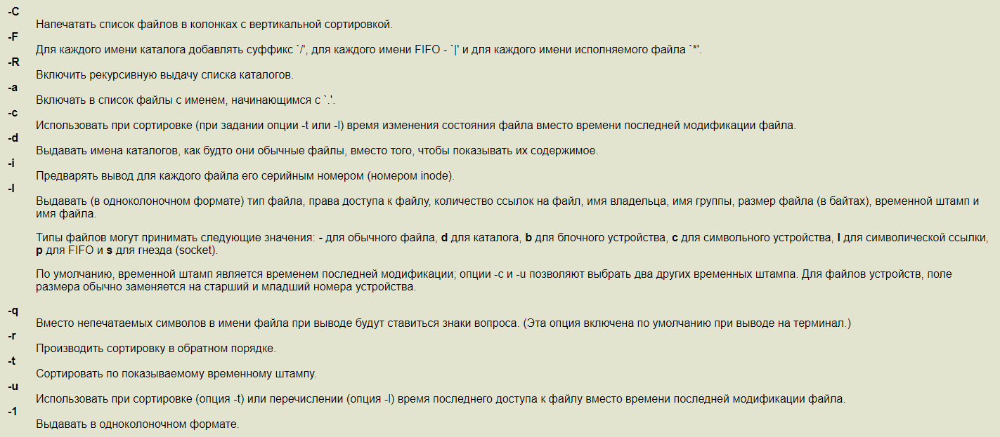 -C
Напечатать список файлов в колонках с вертикальной сортировкой.
-F
Для каждого имени каталога добавлять суффикс `/', для каждого имени FIFO - `|' и для каждого имени исполняемого файла `*'.
-R
Включить рекурсивную выдачу списка каталогов.
-a
Включать в список файлы с именем, начинающимся с `.'.
-c
Использовать при сортировке (при задании опции -t или -l) время изменения состояния файла вместо времени последней модификации файла.
-d
Выдавать имена каталогов, как будто они обычные файлы, вместо того, чтобы показывать их содержимое.
-i
Предварять вывод для каждого файла его серийным номером (номером inode).
-l
Выдавать (в одноколоночном формате) тип файла, права доступа к файлу, количество ссылок на файл, имя владельца, имя группы, размер файла (в байтах), временной штамп и
имя файла.
Типы файлов могут принимать следующие значения: - для обычного файла, d для каталога, b для блочного устройства, c для символьного устройства, l для символической ссылки,
p для FIFO и s для гнезда (socket).
По умолчанию, временной штамп является временем последней модификации; опции -c и -u позволяют выбрать два других временных штампа. Для файлов устройств, поле
размера обычно заменяется на старший и младший номера устройства.
-q
Вместо непечатаемых символов в имени файла при выводе будут ставиться знаки вопроса. (Эта опция включена по умолчанию при выводе на терминал.)
-r
Производить сортировку в обратном порядке.
-t
Сортировать по показываемому временному штампу.
-u
Использовать при сортировке (опция -t) или перечислении (опция -l) время последнего доступа к файлу вместо времени последней модификации файла.
-1
Выдавать в одноколоночном формате.